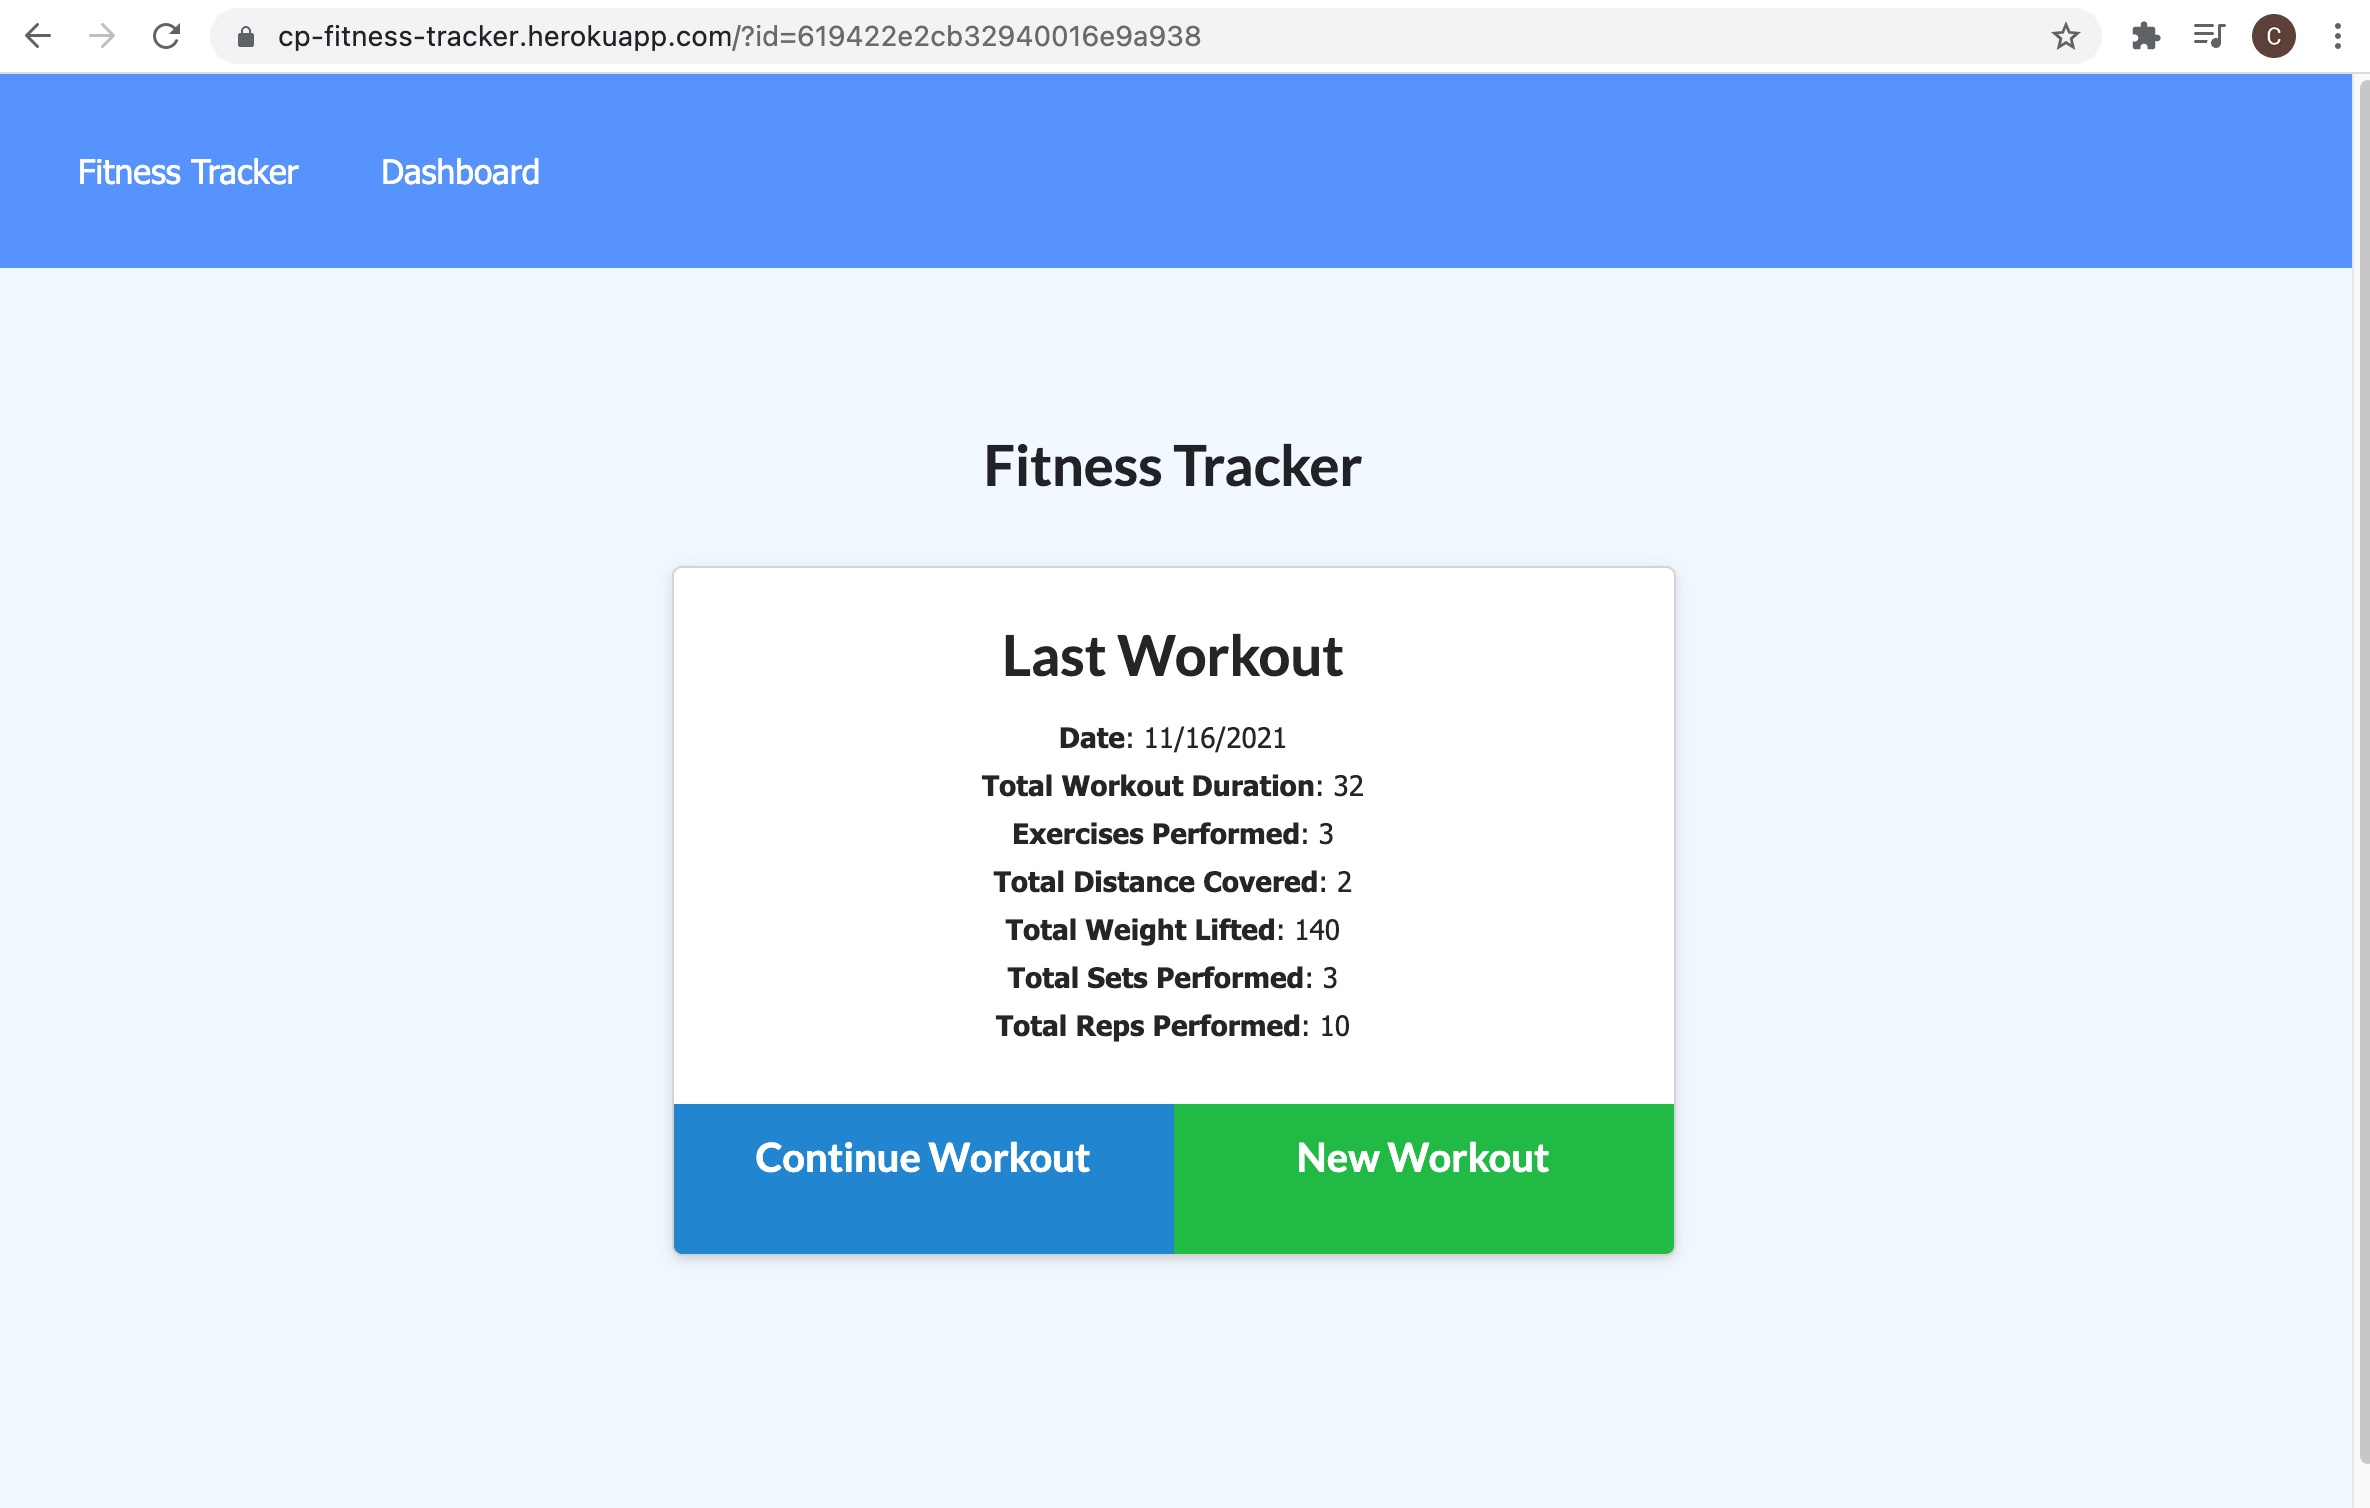 cp-fitness-tracker.herokuapp.com/?id=619422e2cb32940016e9a938
C
Fitness Tracker Dashboard
Fitness Tracker
Last Workout
Date: 11/16/2021
Total Workout Duration: 32
Exercises Performed: 3
Total Distance Covered: 2
Total Weight Lifted: 140
Total Sets Performed: 3
Total Reps Performed: 10
Continue Workout New Workout